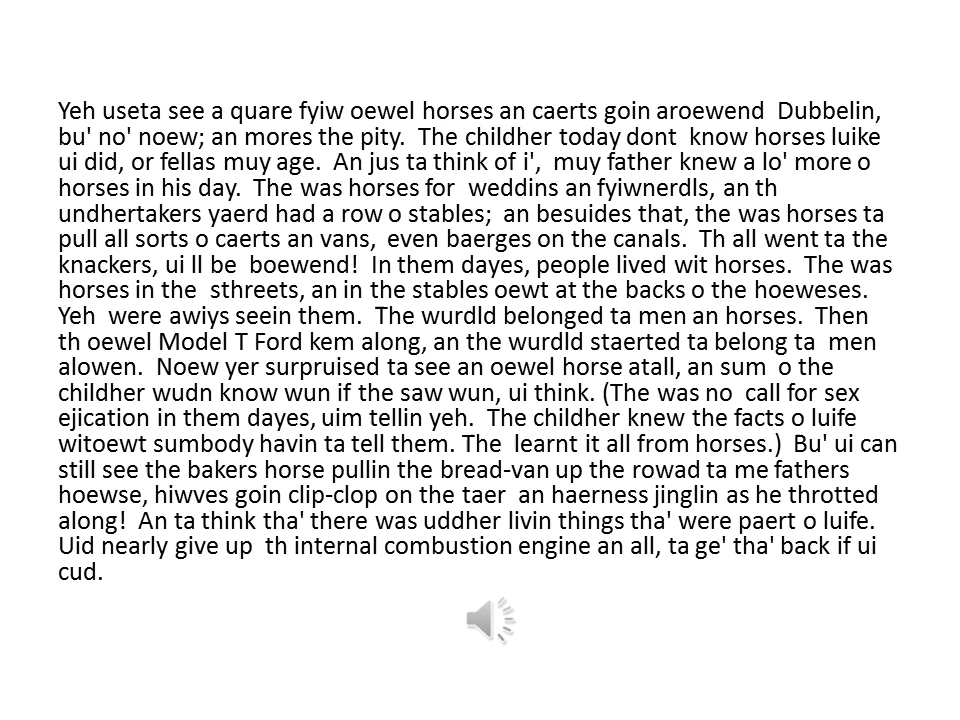 Yeh useta see a quare fyiw oewel horses an caerts goin aroewend  Dubbelin,
bu' no' noew; an mores the pity.  The childher today dont  know horses luike
ui did, or fellas muy age.  An jus ta think of i',  muy father knew a lo' more o
horses in his day.  The was horses for  weddins an fyiwnerdls, an th
undhertakers yaerd had a row o stables;  an besuides that, the was horses ta
pull all sorts o caerts an vans,  even baerges on the canals.  Th all went ta the
knackers, ui ll be  boewend!  In them dayes, people lived wit horses.  The was
horses in the  sthreets, an in the stables oewt at the backs o the hoeweses.
Yeh  were awiys seein them.  The wurdld belonged ta men an horses.  Then
th oewel Model T Ford kem along, an the wurdld staerted ta belong ta  men
alowen.  Noew yer surpruised ta see an oewel horse atall, an sum  o the
childher wudn know wun if the saw wun, ui think. (The was no  call for sex
ejication in them dayes, uim tellin yeh.  The childher knew the facts o luife
witoewt sumbody havin ta tell them. The  learnt it all from horses.)  Bu' ui can
still see the bakers horse pullin the bread-van up the rowad ta me fathers
hoewse, hiwves goin clip-clop on the taer  an haerness jinglin as he throtted
along!  An ta think tha' there was uddher livin things tha' were paert o luife.
Uid nearly give up  th internal combustion engine an all, ta ge' tha' back if ui
cud.